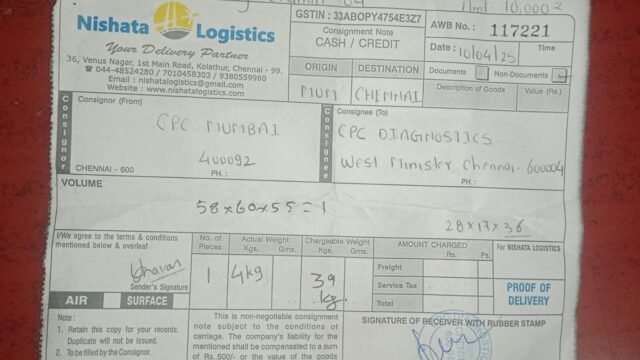 Amt 10,000/-
Nishata Logistics
Your Delivery Partner
36, Venus Nagar, 1st Main Road, Kolathur, Chennai - 99.
044-48524280 / 7010458303 / 9380559960
Email : nishatalogistics@gmail.com
Website : www.nishatalogistics.com
GSTIN : 33ABOPY4754E3Z7
Consignment Note
CASH / CREDIT
AWB No. : 117221
Date : 10/04/25 Time
ORIGIN DESTINATION
MUM CHENNAI
Documents Non-Documents
Description of Goods Value (Rs.)
Consignor
Consignor (From)
CPC MUMBAI
400092
CHENNAI - 600 PH. :
Consignee
Consignee (To)
CPC DIAGNOSTICS
West Minister Chennai - 600004
PH. :
VOLUME
58x60x55=1
28x17x36
I/We agree to the terms & conditions
mentioned below & overleaf
Sender's Signature
AIR SURFACE
No. of Pieces Actual Weight Kgs. Gms. Chargeable Weight Kgs. Gms.
1 4kg 39 kg
AMOUNT CHARGED
Rs. Ps.
Freight
Service Tax
Total
For NISHATA LOGISTICS
PROOF OF
DELIVERY
Note :
1. Retain this copy for your records.
Duplicate will not be issued.
2. To be filled by the Consignor.
This is non-negotiable consignment
note subject to the conditions of
carriage. The company's liability for
the mentioned shall be compensated to a sum
of Rs. 500/- or the value of the goods
SIGNATURE OF RECEIVER WITH RUBBER STAMP